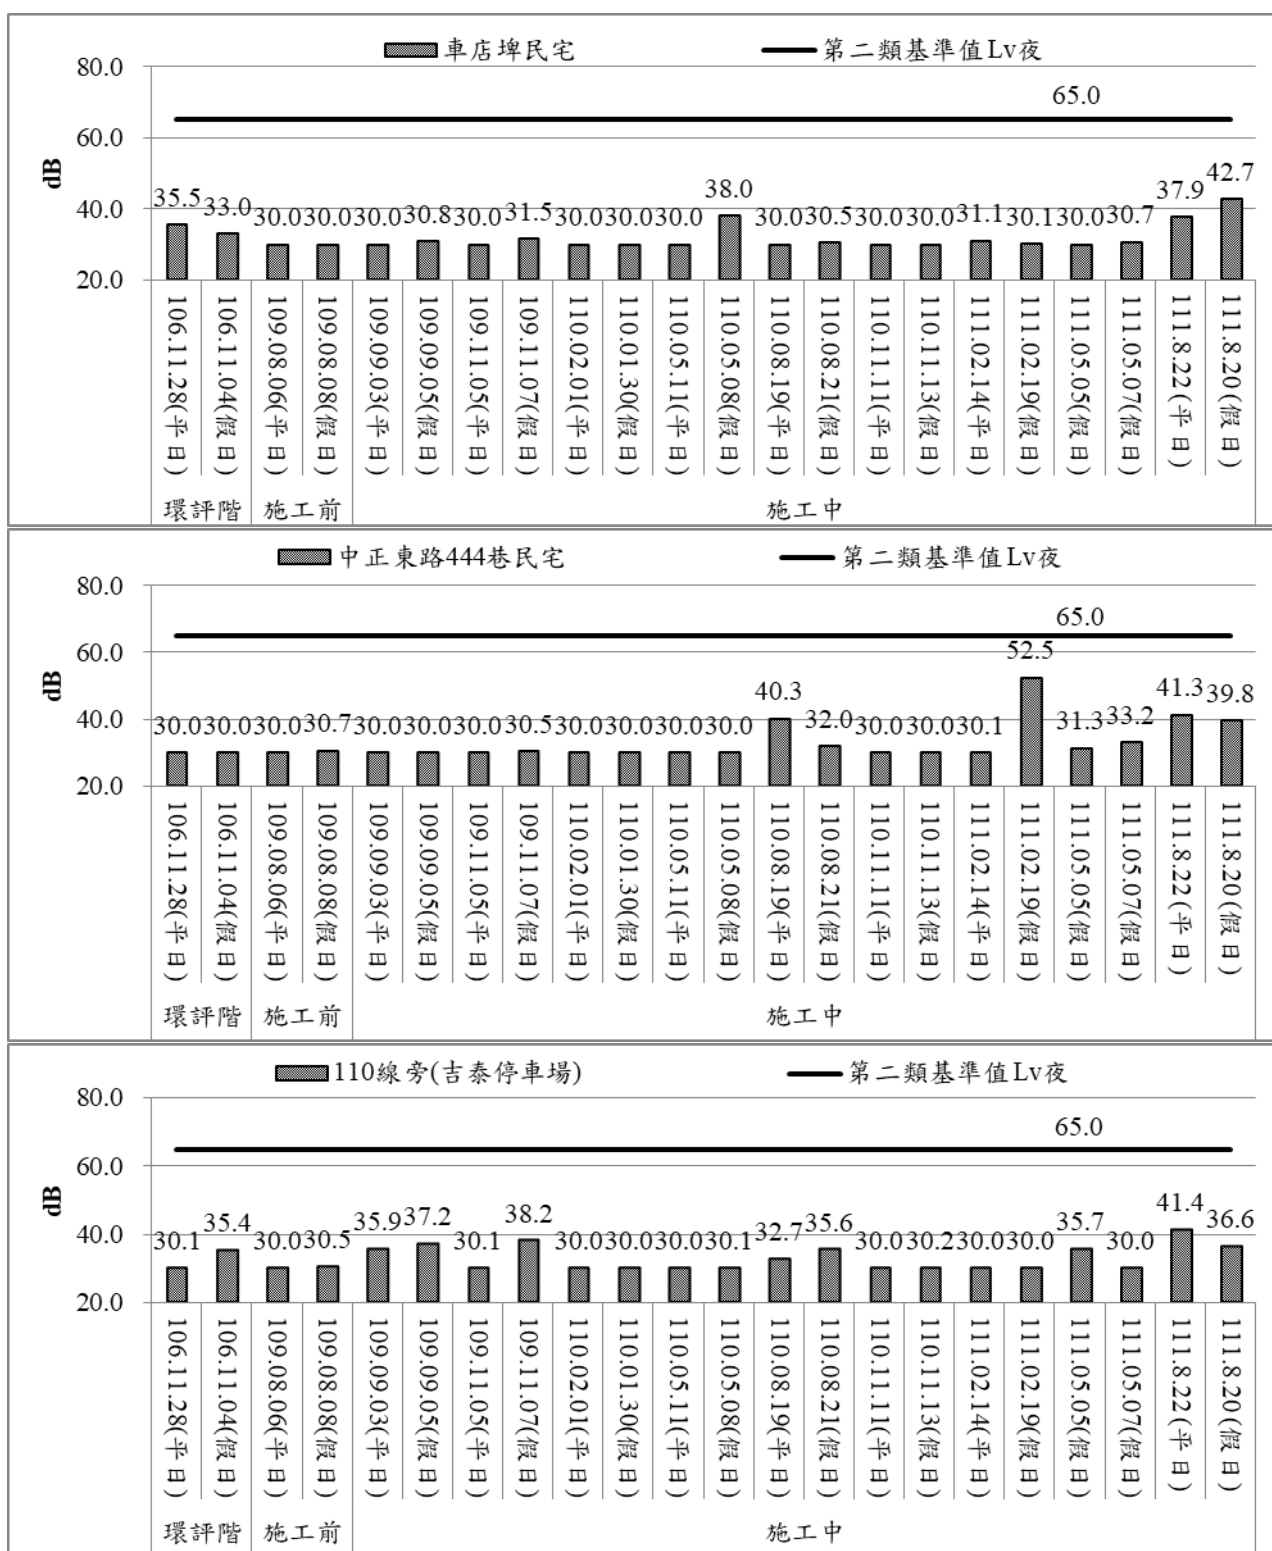 車店埤民宅 第二類基準值Lv夜
80.0
65.0
60.0
dB
42.7
37.9
38.0
40.0
35.5 33.0 30.0 30.0 30.0 30.8 30.0 31.5 30.0 30.0 30.0 30.0 30.5 30.0 30.0 31.1 30.1 30.0 30.7
20.0
106.11.28(平日) 106.11.04(假日) 109.08.06(平日) 109.08.08(假日) 109.09.03(平日) 109.09.05(假日) 109.11.05(平日) 109.11.07(假日) 110.02.01(平日) 110.01.30(假日) 110.05.11(平日) 110.05.08(假日) 110.08.19(平日) 110.08.21(假日) 110.11.11(平日) 110.11.13(假日) 111.02.14(平日) 111.02.19(假日) 111.05.05(平日) 111.05.07(假日) 111.8.22(平日) 111.8.20(假日)
環評階 施工前 施工中
中正東路444巷民宅 第二類基準值Lv夜
80.0
65.0
60.0
52.5
dB
41.3
40.3 39.8
40.0
30.0 30.0 30.0 30.7 30.0 30.0 30.0 30.5 30.0 30.0 30.0 30.0 32.0 30.0 30.0 30.1 31.3 33.2
20.0
106.11.28(平日) 106.11.04(假日) 109.08.06(平日) 109.08.08(假日) 109.09.03(平日) 109.09.05(假日) 109.11.05(平日) 109.11.07(假日) 110.02.01(平日) 110.01.30(假日) 110.05.11(平日) 110.05.08(假日) 110.08.19(平日) 110.08.21(假日) 110.11.11(平日) 110.11.13(假日) 111.02.14(平日) 111.02.19(假日) 111.05.05(平日) 111.05.07(假日) 111.8.22(平日) 111.8.20(假日)
環評階 施工前 施工中
110線旁(吉泰停車場) 第二類基準值Lv夜
80.0
65.0
60.0
dB
41.4
40.0
30.1 35.4 30.0 30.5 35.9 37.2 30.1 38.2 30.0 30.0 30.0 30.1 32.7 35.6 30.0 30.2 30.0 30.0 35.7 30.0 36.6
20.0
106.11.28(平日) 106.11.04(假日) 109.08.06(平日) 109.08.08(假日) 109.09.03(平日) 109.09.05(假日) 109.11.05(平日) 109.11.07(假日) 110.02.01(平日) 110.01.30(假日) 110.05.11(平日) 110.05.08(假日) 110.08.19(平日) 110.08.21(假日) 110.11.11(平日) 110.11.13(假日) 111.02.14(平日) 111.02.19(假日) 111.05.05(平日) 111.05.07(假日) 111.8.22(平日) 111.8.20(假日)
環評階 施工前 施工中